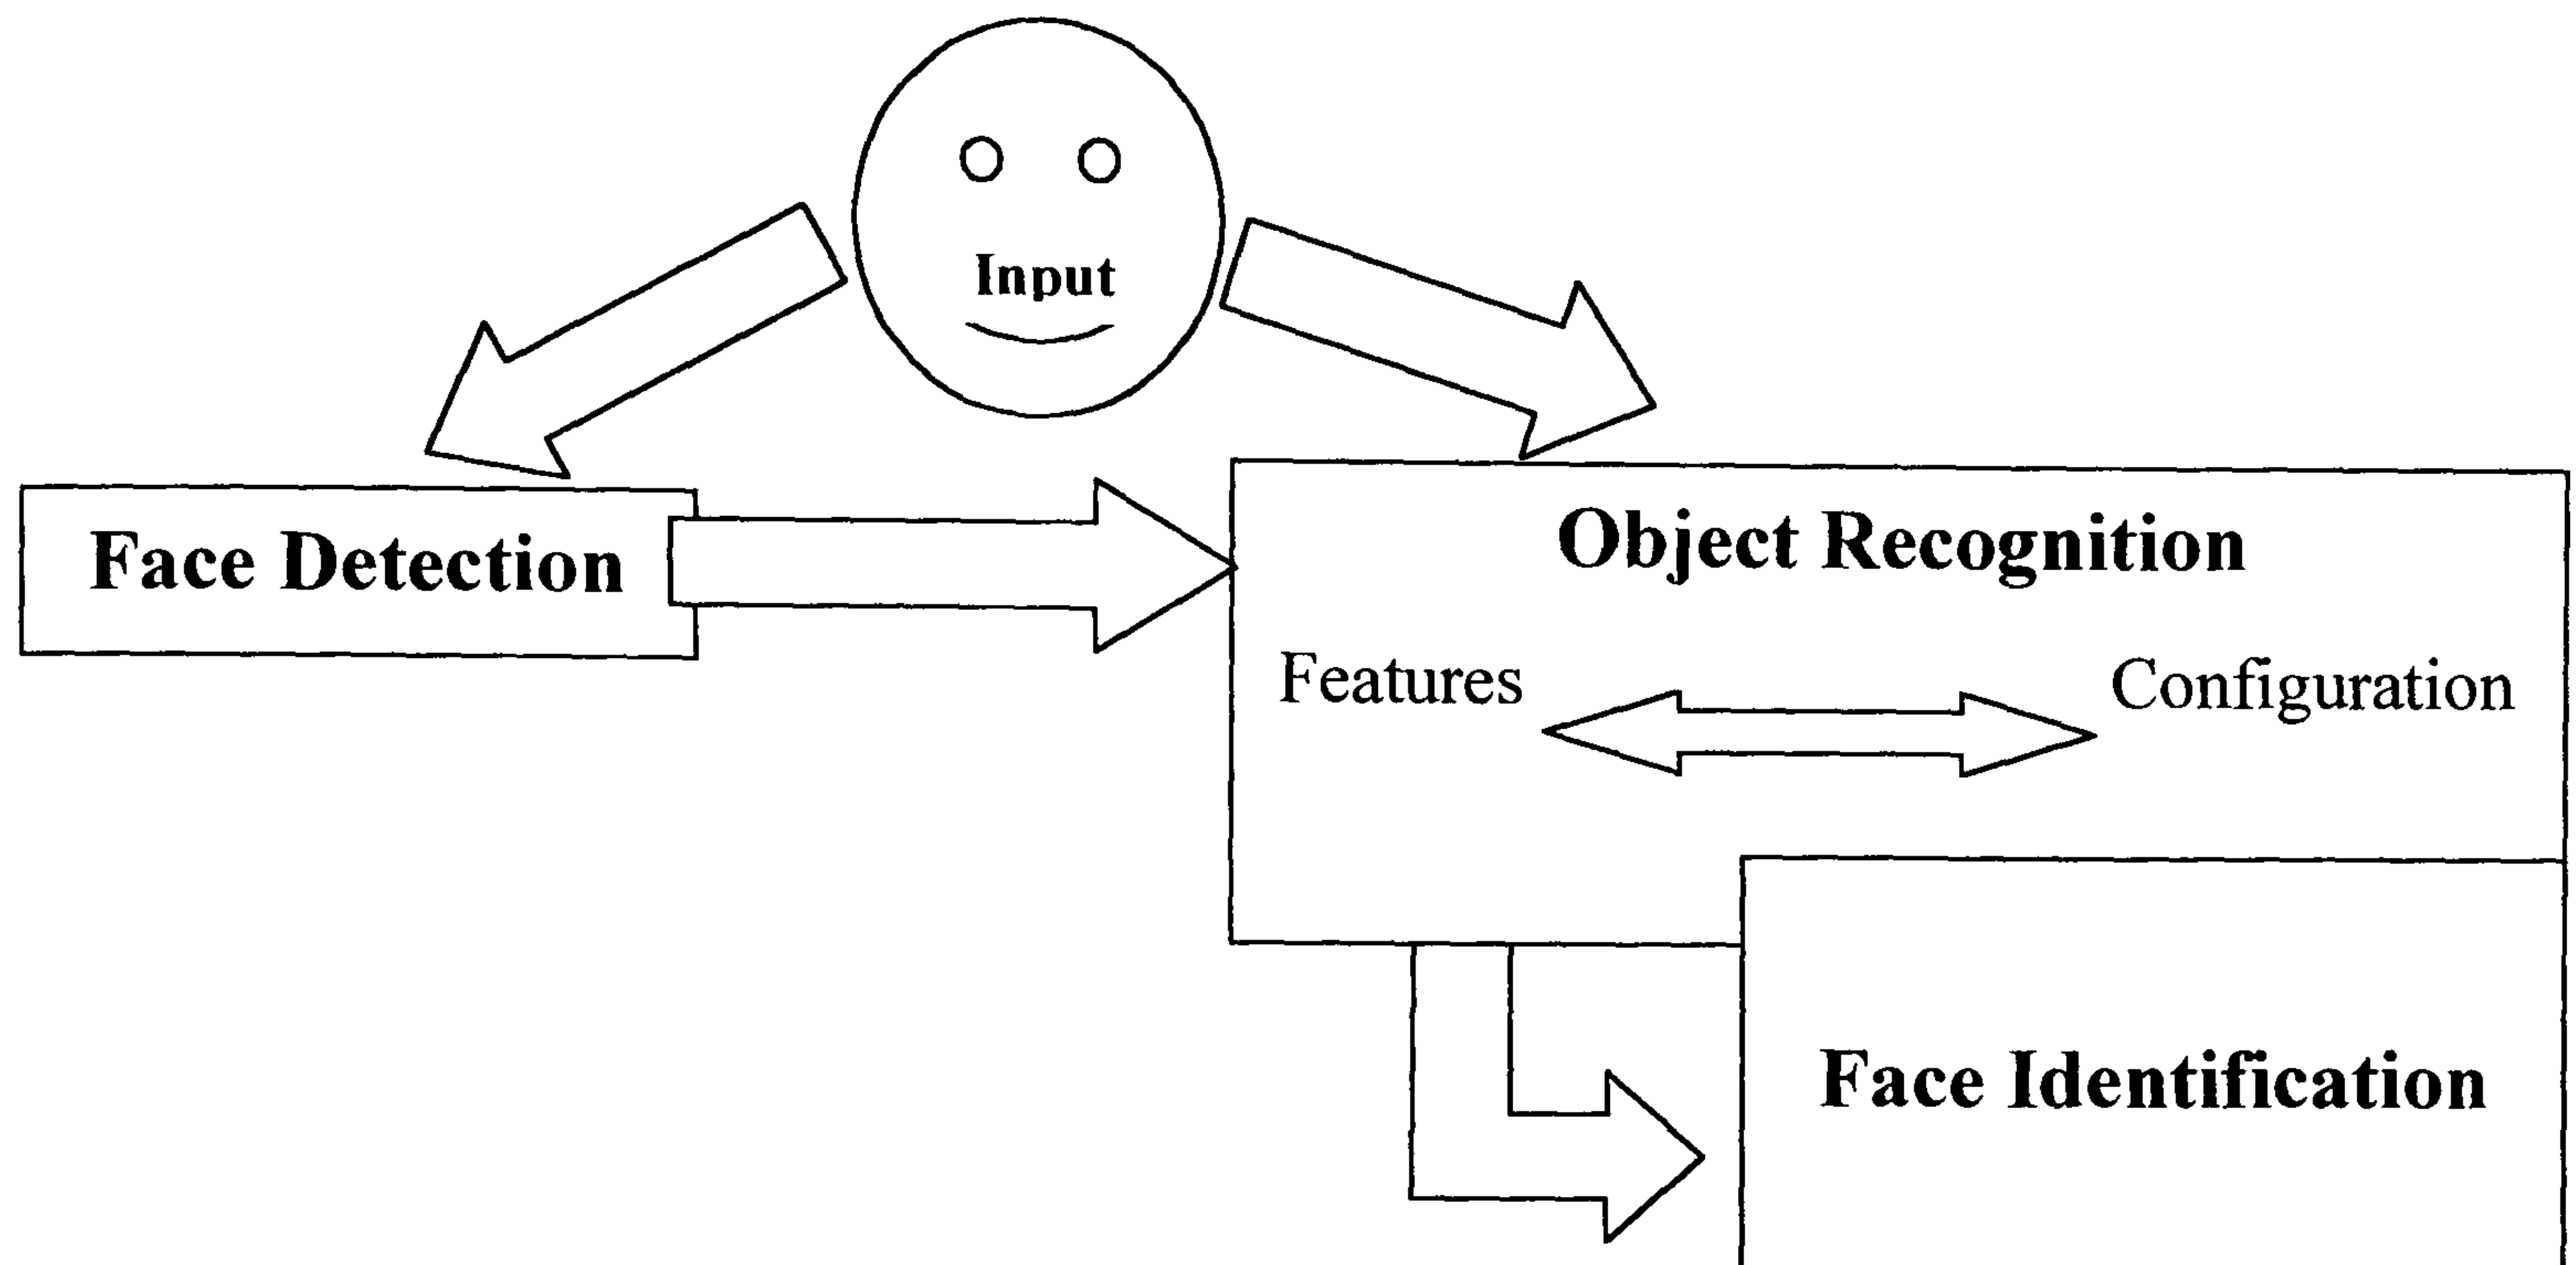 Input
Face Detection
Object Recognition
Features
Configuration
Face Identification